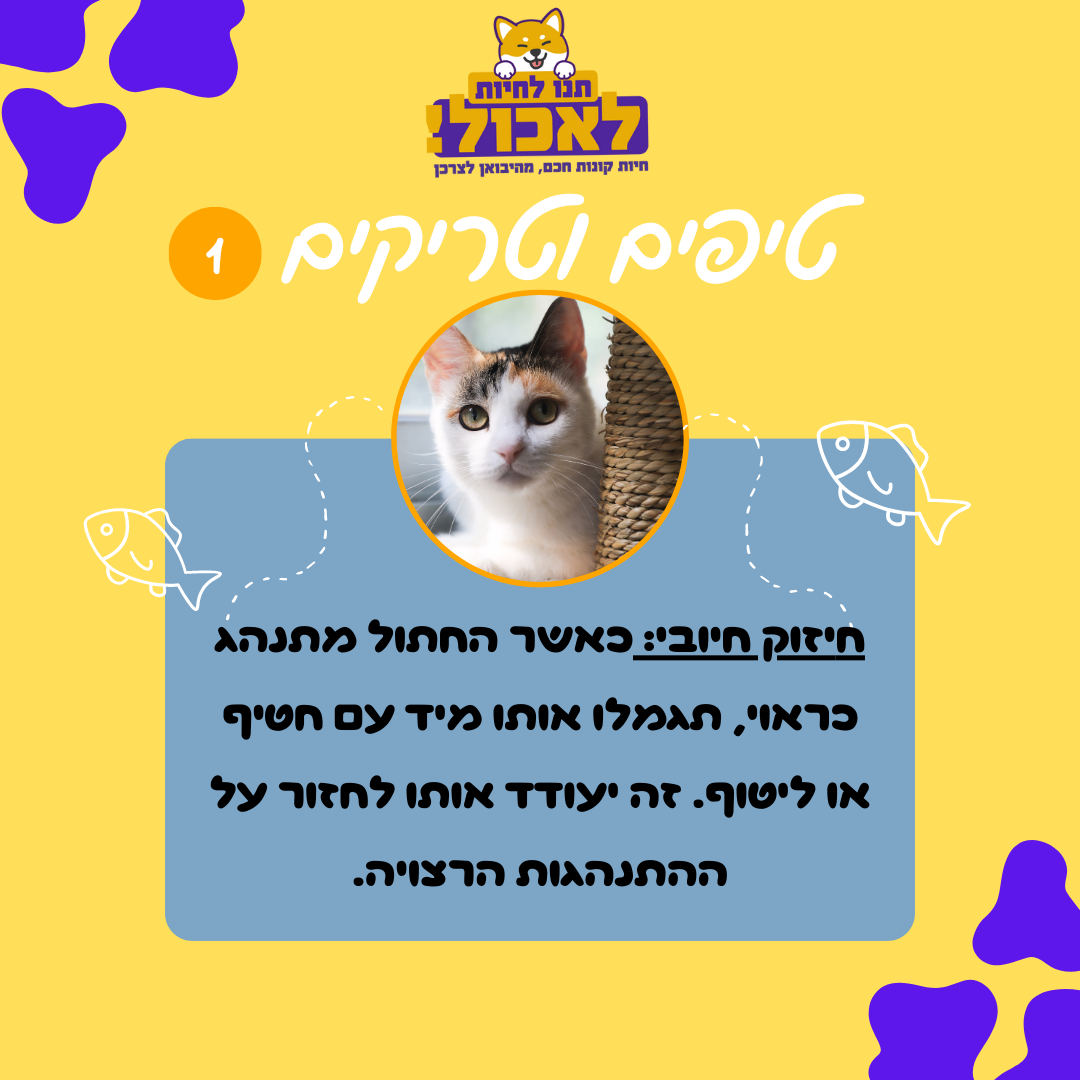 תנו לחיות
לאכול!
חיות קונות חכם, מהיבואן לצרכן
טיפים וטריקים 1
חיזוק חיובי: כאשר החתול מתנהג
כראוי, תגמלו אותו מיד עם חטיף
או ליטוף. זה יעודד אותו לחזור על
ההתנהגות הרצויה.